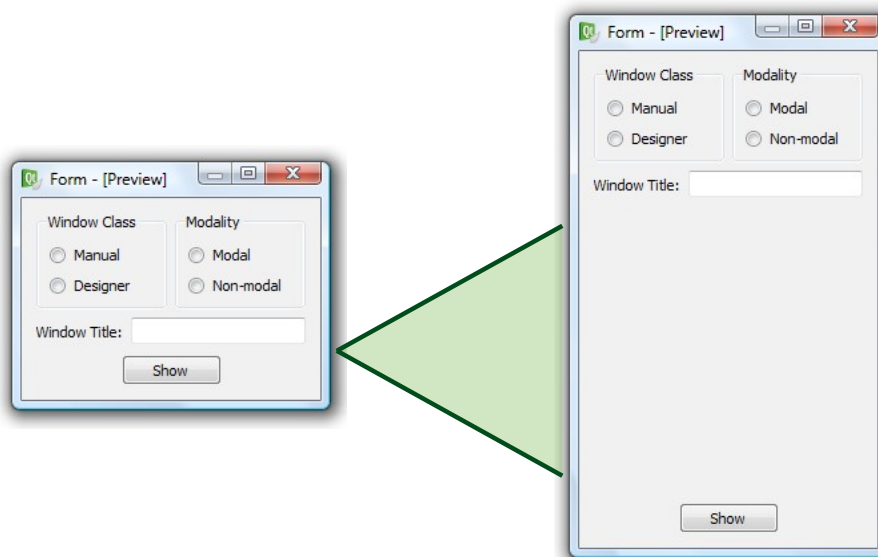 Form - [Preview]
Window Class Modality
Manual Modal
Designer Non-modal
Window Title:
Show
Form - [Preview]
Window Class Modality
Manual Modal
Designer Non-modal
Window Title:
Show